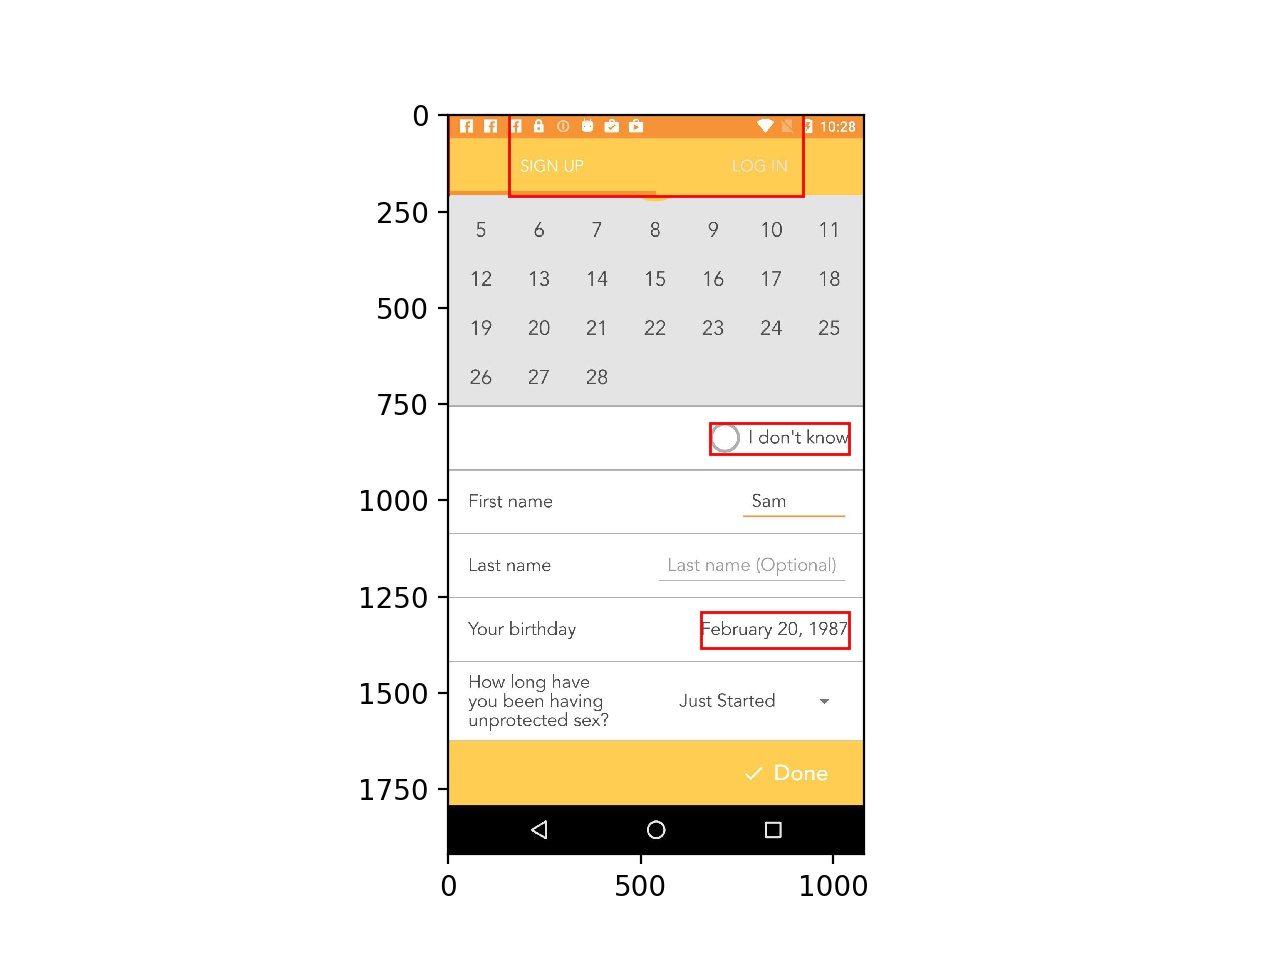 0
10:28
SIGN UP LOG IN
250
5 6 7 8 9 10 11
12 13 14 15 16 17 18
500
19 20 21 22 23 24 25
26 27 28
750
I don't know
1000
First name Sam
Last name Last name (Optional)
1250
Your birthday February 20, 1987
1500
How long have
you been having
unprotected sex?
Just Started
Done
1750
0 500 1000